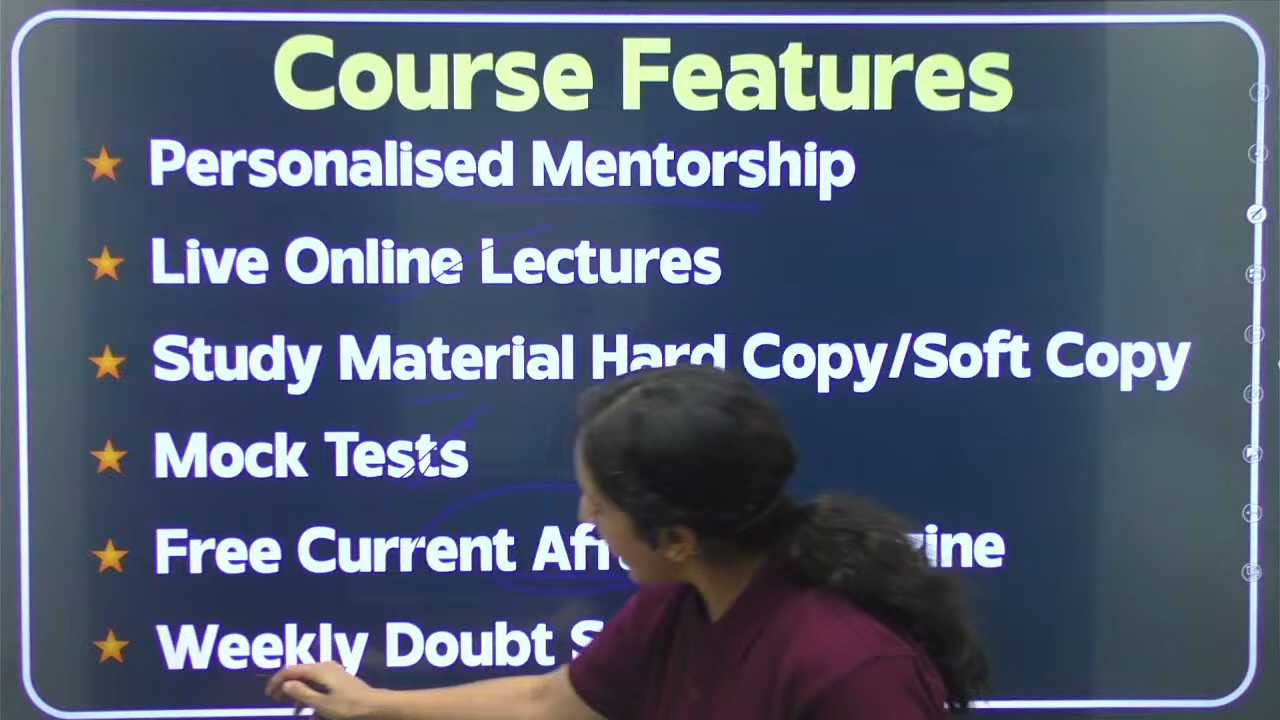 Course Features
Personalised Mentorship
Live Online Lectures
Study Material Hard Copy/Soft Copy
Mock Tests
Free Current
Weekly Doubt